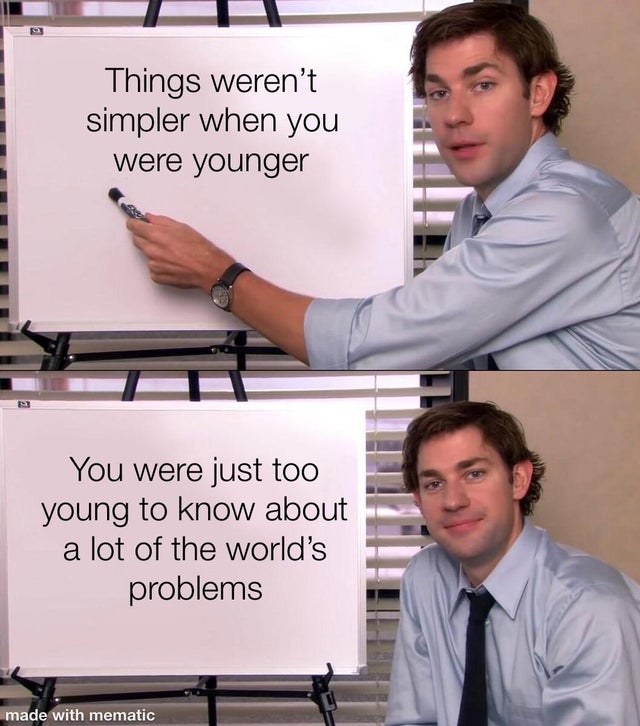 Things weren't
simpler when you
were younger
You were just too
young to know about
a lot of the world's
problems
made with mematic